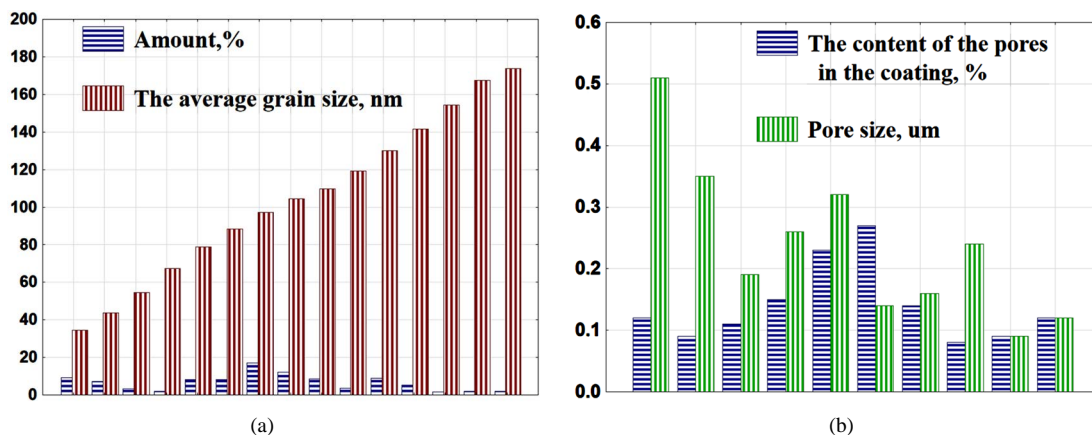 200
180
160
140
120
100
80
60
40
20
0
Amount,%
The average grain size, nm
(a)
0.6
0.5
0.4
0.3
0.2
0.1
0.0
The content of the pores
in the coating, %
Pore size, um
(b)